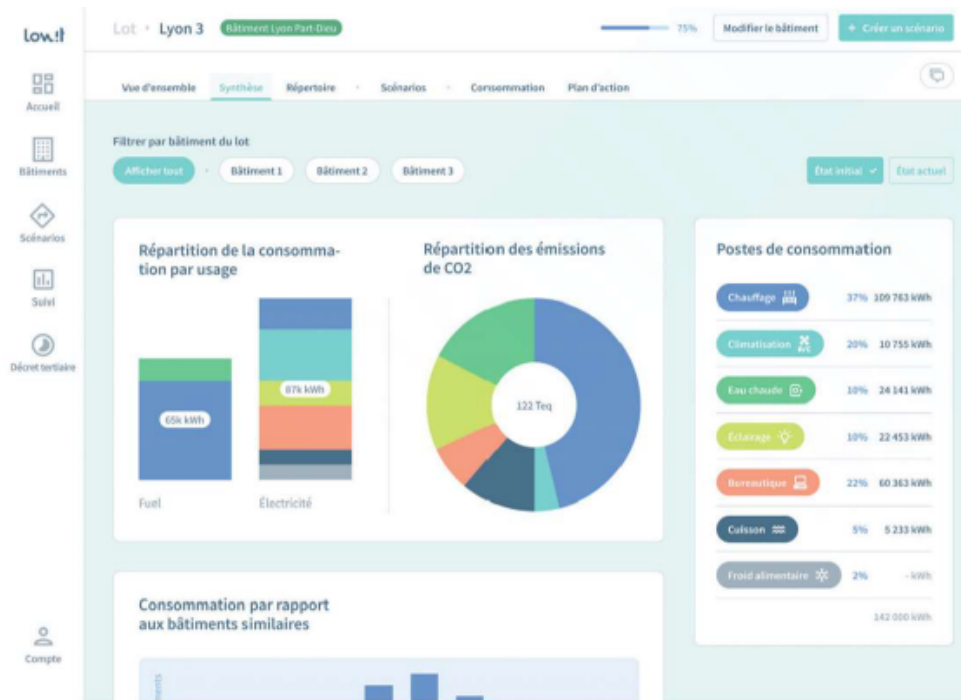 low.it
Lot · Lyon 3 Bâtiment Lyon Part-Dieu 75% Modifier le bâtiment + Créer un scénario
Vue d'ensemble Synthèse Répertoire · Scénarios · Consommation Plan d'action
Accueil
Bâtiments
Scénarios
Suivi
Décret tertiaire
Compte
Filtrer par bâtiment du lot
Afficher tout · Bâtiment 1 Bâtiment 2 Bâtiment 3 État initial État actuel
Répartition de la consomma-
tion par usage
65k kWh
87k kWh
Fuel Électricité
Répartition des émissions
de CO2
122 Teq
Postes de consommation
Chauffage 37% 109 763 kWh
Climatisation 20% 10 755 kWh
Eau chaude 10% 24 141 kWh
Éclairage 10% 22 453 kWh
Bureautique 22% 60 363 kWh
Cuisson 5% 5 233 kWh
Froid alimentaire 2% - kWh
142 000 kWh
Consommation par rapport
aux bâtiments similaires